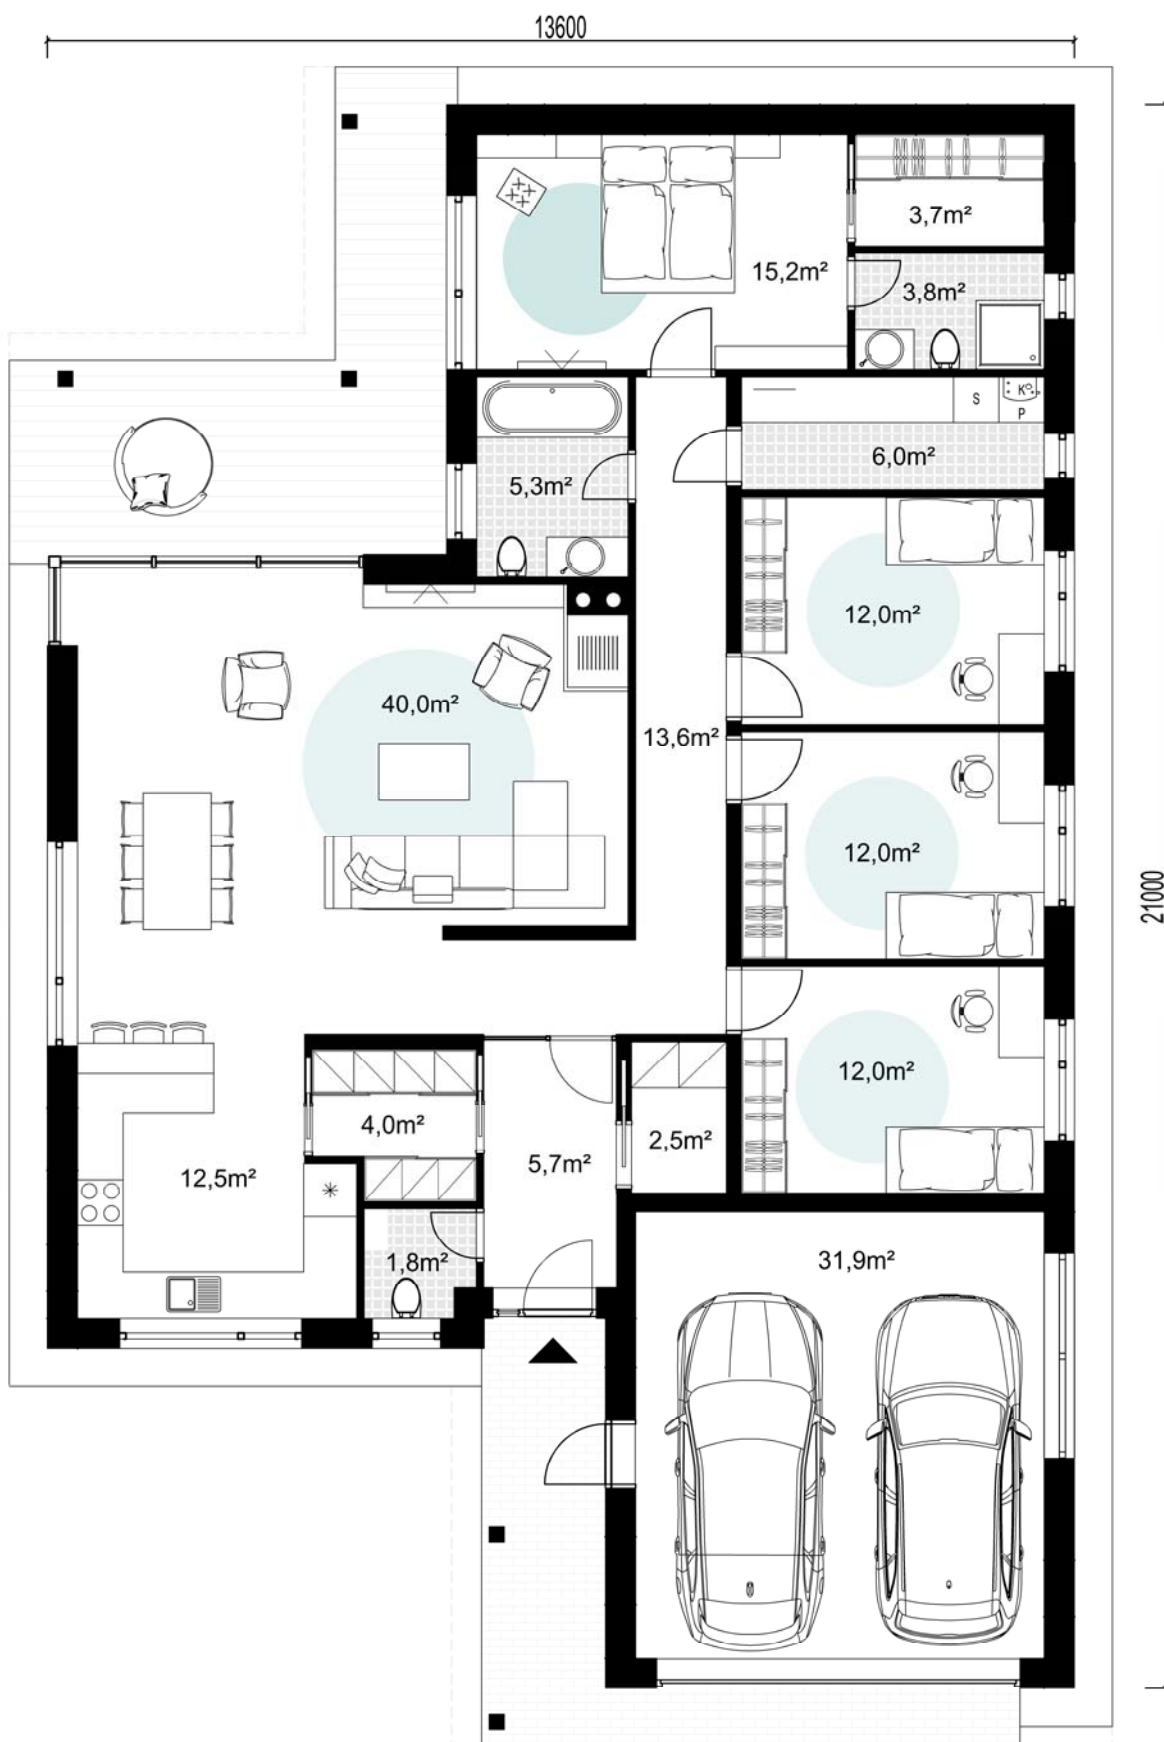 13600
3,7m²
15,2m²
3,8m²
S
K
P
6,0m²
5,3m²
12,0m²
40,0m²
13,6m²
12,0m²
21000
12,0m²
4,0m²
2,5m²
5,7m²
12,5m²
1,8m²
31,9m²